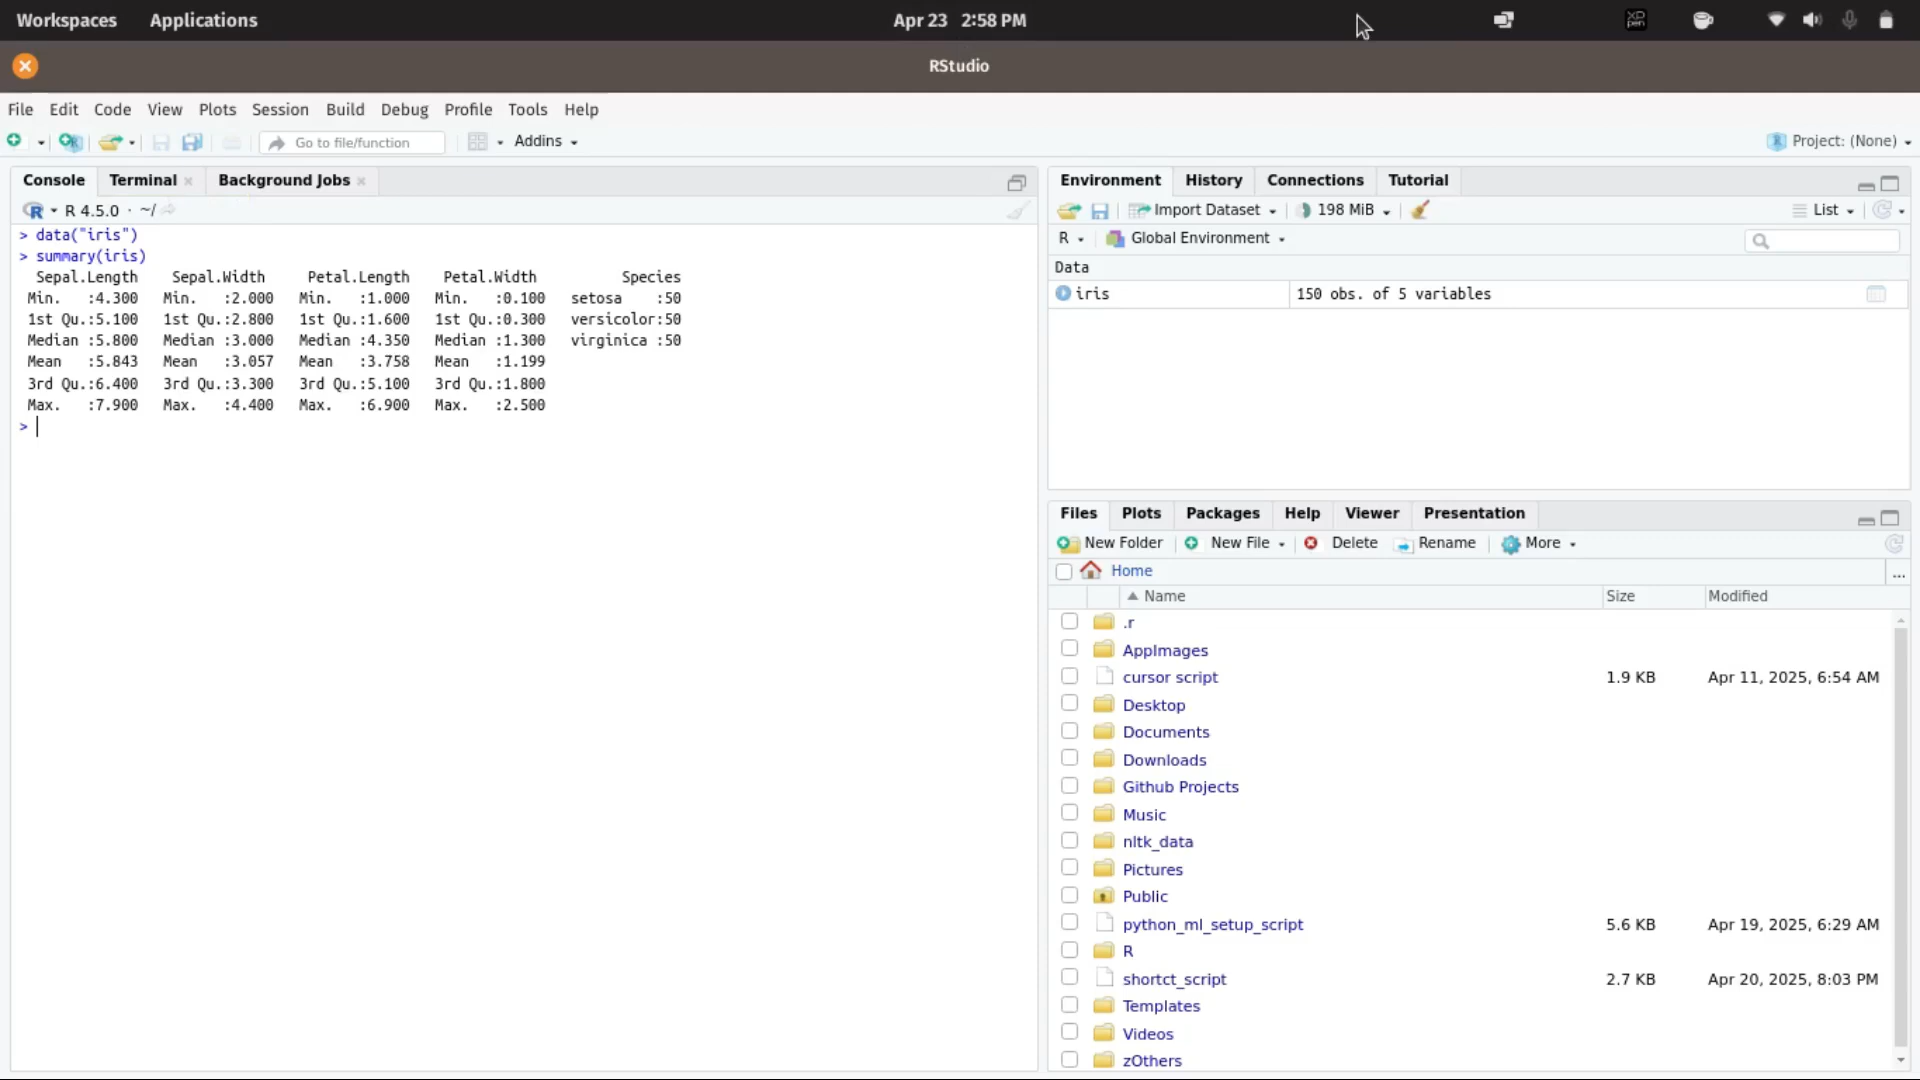 Workspaces Applications Apr 23 2:58 PM XP pen
RStudio
File Edit Code View Plots Session Build Debug Profile Tools Help
Go to file/function Addins Project: (None)
Console Terminal Background Jobs
R 4.5.0 · ~/
> data("iris")
> summary(iris)
  Sepal.Length    Sepal.Width     Petal.Length    Petal.Width          Species
 Min.   :4.300   Min.   :2.000   Min.   :1.000   Min.   :0.100   setosa    :50
 1st Qu.:5.100   1st Qu.:2.800   1st Qu.:1.600   1st Qu.:0.300   versicolor:50
 Median :5.800   Median :3.000   Median :4.350   Median :1.300   virginica :50
 Mean   :5.843   Mean   :3.057   Mean   :3.758   Mean   :1.199
 3rd Qu.:6.400   3rd Qu.:3.300   3rd Qu.:5.100   3rd Qu.:1.800
 Max.   :7.900   Max.   :4.400   Max.   :6.900   Max.   :2.500
>
Environment History Connections Tutorial
Import Dataset 198 MiB List
R Global Environment
Data
iris 150 obs. of 5 variables
Files Plots Packages Help Viewer Presentation
New Folder New File Delete Rename More
Home ...
Name Size Modified
.r
AppImages
cursor script 1.9 KB Apr 11, 2025, 6:54 AM
Desktop
Documents
Downloads
Github Projects
Music
nltk_data
Pictures
Public
python_ml_setup_script 5.6 KB Apr 19, 2025, 6:29 AM
R
shortct_script 2.7 KB Apr 20, 2025, 8:03 PM
Templates
Videos
zOthers